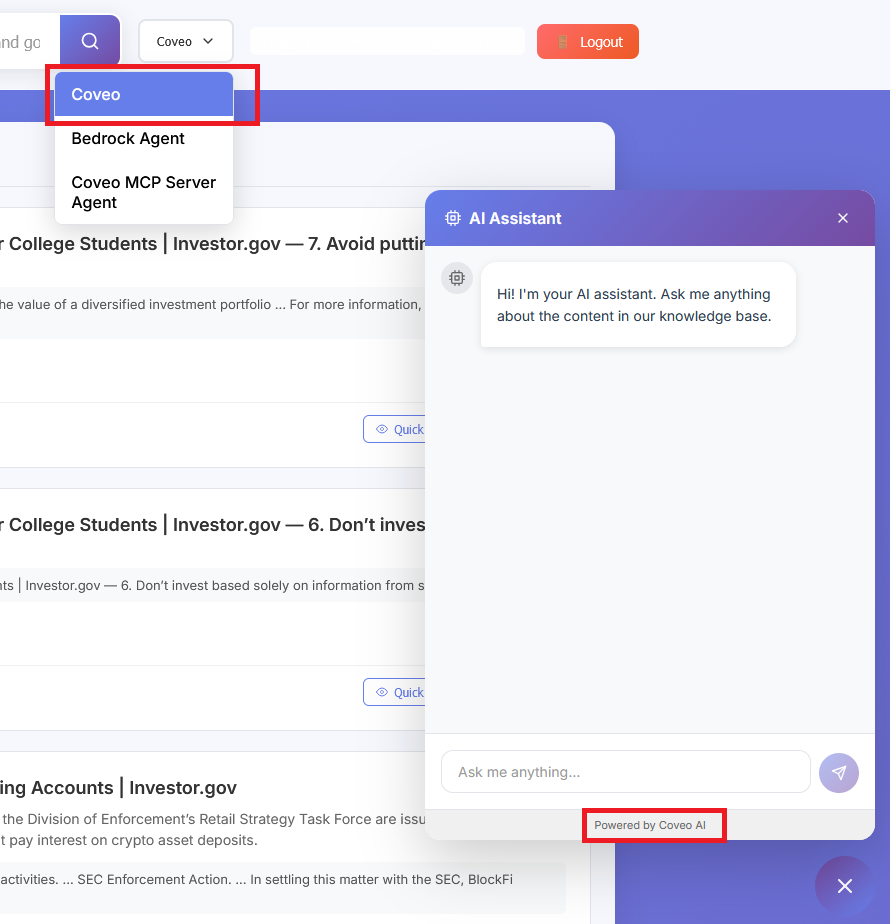 nd go
Coveo
Logout
Coveo
Bedrock Agent
Coveo MCP Server
Agent
AI Assistant
Hi! I'm your AI assistant. Ask me anything
about the content in our knowledge base.
r College Students | Investor.gov — 7. Avoid puttin
he value of a diversified investment portfolio ... For more information,
Quick
r College Students | Investor.gov — 6. Don’t inves
nts | Investor.gov — 6. Don’t invest based solely on information from s
Quick
ing Accounts | Investor.gov
the Division of Enforcement’s Retail Strategy Task Force are issu
t pay interest on crypto asset deposits.
activities. ... SEC Enforcement Action. ... In settling this matter with the SEC, BlockFi
Ask me anything...
Powered by Coveo AI